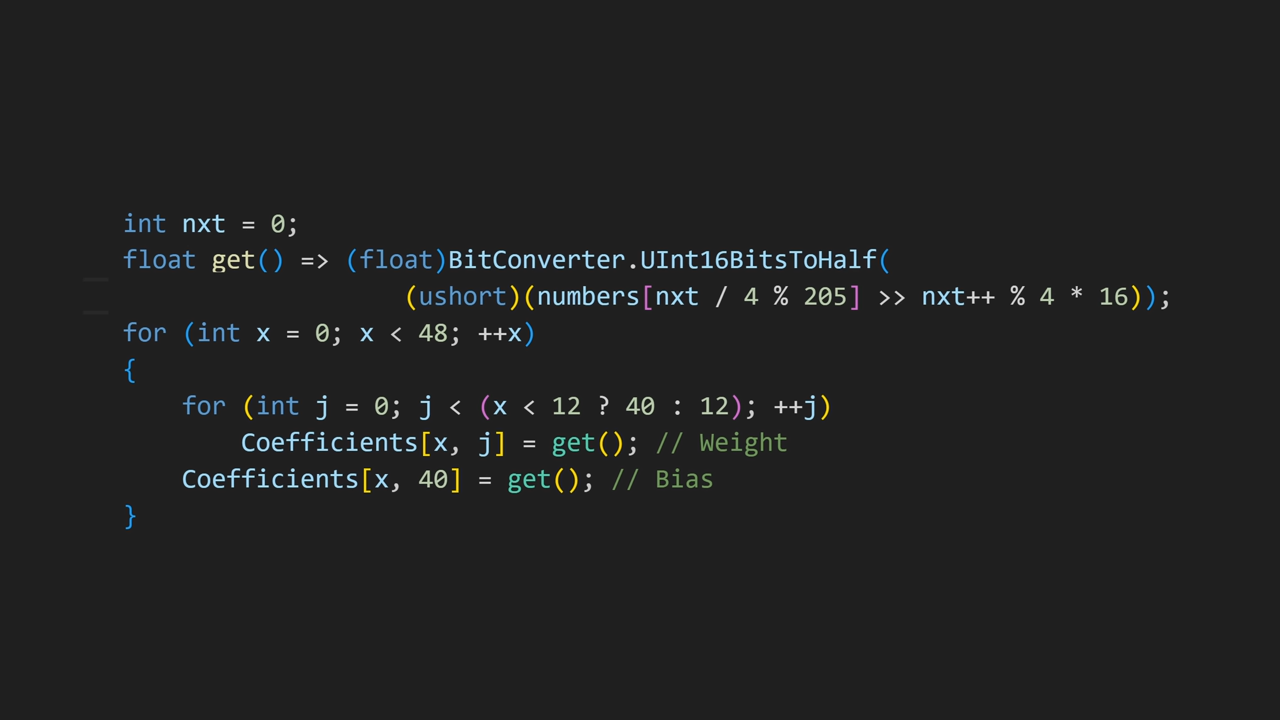 int nxt = 0;
float get() => (float)BitConverter.UInt16BitsToHalf(
(ushort)(numbers[nxt / 4 % 205] >> nxt++ % 4 * 16));
for (int x = 0; x < 48; ++x)
{
for (int j = 0; j < (x < 12 ? 40 : 12); ++j)
Coefficients[x, j] = get(); // Weight
Coefficients[x, 40] = get(); // Bias
}